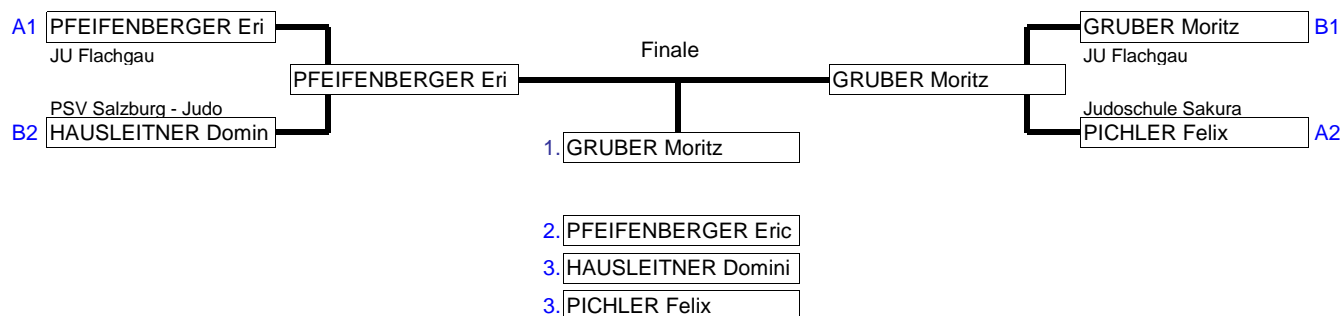 A1 PFEIFENBERGER Eri
JU Flachgau
PSV Salzburg - Judo
B2 HAUSLEITNER Domin
PFEIFENBERGER Eri
Finale
GRUBER Moritz
GRUBER Moritz B1
JU Flachgau
Judoschule Sakura
PICHLER Felix A2
1. GRUBER Moritz
2. PFEIFENBERGER Eric
3. HAUSLEITNER Domini
3. PICHLER Felix